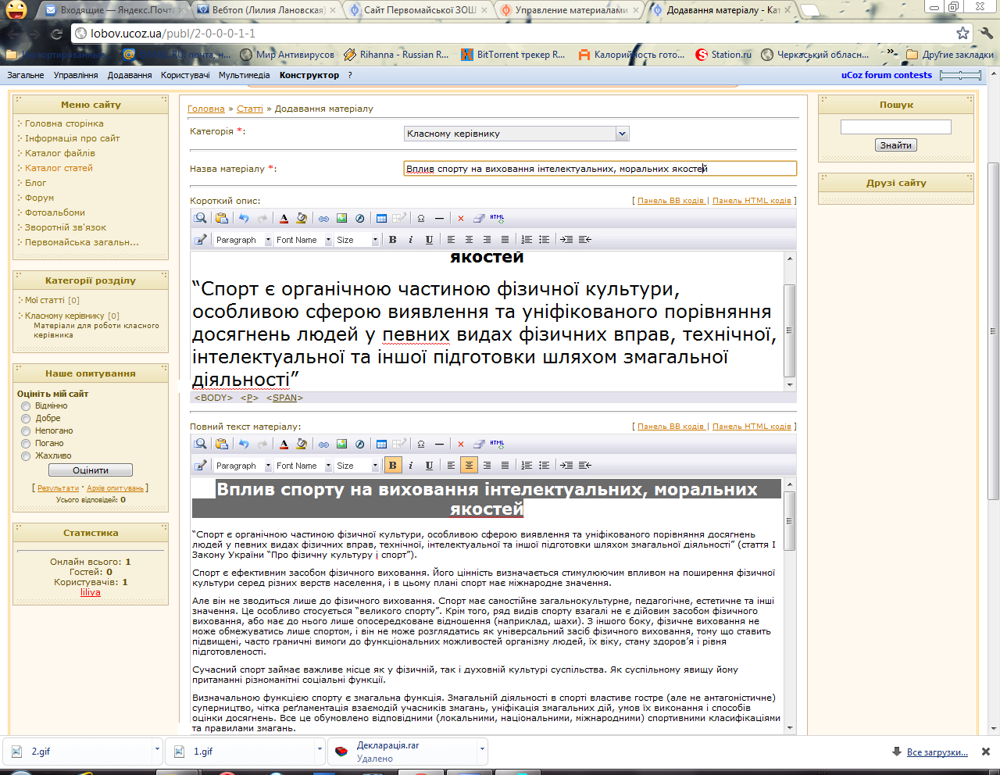 Входящие — Яндекс.Почта
Вебтоп (Лилия Лановская)
Сайт Первомайської ЗОШ
Управление материалами
Додавання матеріалу - Кат
lobov.ucoz.ua/publ/2-0-0-0-1-1
Импортированные
почта, н...
Мир Антивирусов
Rihanna - Russian R...
BitTorrent трекер R...
Калорийность гото...
Station.ru
Черкаський обласн...
»
Другие закладки
Загальне Управління Додавання Користувачі Мультимедіа Конструктор ?
uCoz forum contests
Меню сайту
Головна сторінка
Інформація про сайт
Каталог файлів
Каталог статей
Блог
Форум
Фотоальбоми
Зворотній зв'язок
Первомайська загальн...
Категорії розділу
Мої статті [0]
Класному керівнику [0]
Матеріали для роботи класного
керівника
Наше опитування
Оцініть мій сайт
Відмінно
Добре
Непогано
Погано
Жахливо
Оцінити
[ Результати · Архів опитувань ]
Усього відповідей: 0
Статистика
Онлайн всього: 1
Гостей: 0
Користувачів: 1
liliya
Головна » Статті » Додавання матеріалу
Категорія *:
Класному керівнику
Назва матеріалу *:
Вплив спорту на виховання інтелектуальних, моральних якостей
Короткий опис:
[ Панель BB кодів | Панель HTML кодів ]
HTML
Paragraph Font Name Size B i U
якостей
“Спорт є органічною частиною фізичної культури,
особливою сферою виявлення та уніфікованого порівняння
досягнень людей у певних видах фізичних вправ, технічної,
інтелектуальної та іншої підготовки шляхом змагальної
діяльності”
<BODY> <P> <SPAN>
Повний текст матеріалу:
[ Панель BB кодів | Панель HTML кодів ]
HTML
Paragraph Font Name Size B i U
Вплив спорту на виховання інтелектуальних, моральних
якостей
“Спорт є органічною частиною фізичної культури, особливою сферою виявлення та уніфікованого порівняння досягнень
людей у певних видах фізичних вправ, технічної, інтелектуальної та іншої підготовки шляхом змагальної діяльності” (стаття І
Закону України “Про фізичну культуру і спорт”).
Спорт є ефективним засобом фізичного виховання. Його цінність визначається стимулюючим впливом на поширення фізичної
культури серед різних верств населення, і в цьому плані спорт має міжнародне значення.
Але він не зводиться лише до фізичного виховання. Спорт має самостійне загальнокультурне, педагогічне, естетичне та інші
значення. Це особливо стосується “великого спорту”. Крім того, ряд видів спорту взагалі не є дійовим засобом фізичного
виховання, або має до нього лише опосередковане відношення (наприклад, шахи). З іншого боку, фізичне виховання не
може обмежуватись лише спортом, і він не може розглядатись як універсальний засіб фізичного виховання, тому що ставить
підвищені, часто граничні вимоги до функціональних можливостей організму людей, їх віку, стану здоров’я і рівня
підготовленості.
Сучасний спорт займає важливе місце як у фізичній, так і духовній культурі суспільства. Як суспільному явищу йому
притаманні різноманітні соціальні функції.
Визначальною функцією спорту є змагальна функція. Змагальній діяльності в спорті властиве гостре (але не антагоністичне)
суперництво, чітка реґламентація взаємодій учасників змагань, уніфікація змагальних дій, умов їх виконання і способів
оцінки досягнень. Все це обумовлено відповідними (локальними, національними, міжнародними) спортивними класифікаціями
та правилами змагань.
Пошук
Знайти
Друзі сайту
2.gif
1.gif
Декларація.rar
Удалено
Все загрузки...